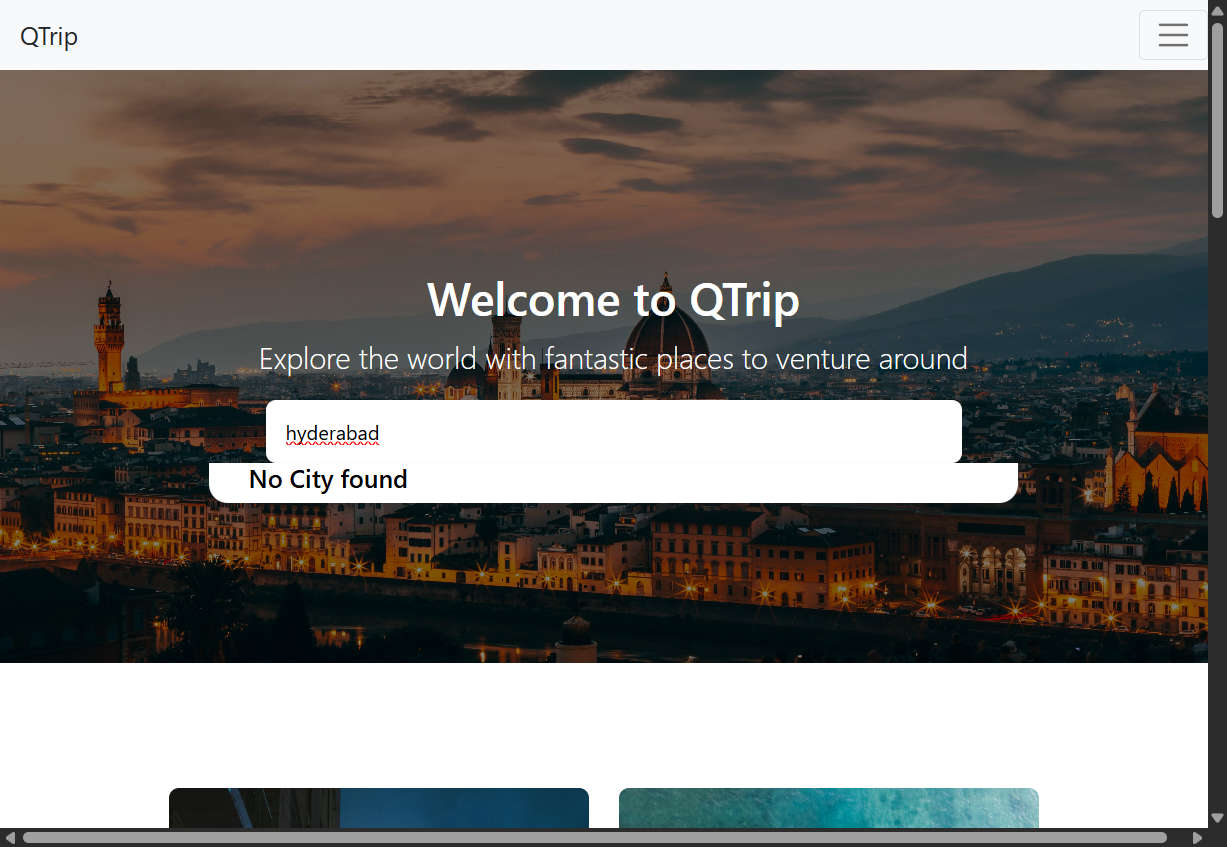 QTrip
Welcome to QTrip
Explore the world with fantastic places to venture around
hyderabad
No City found